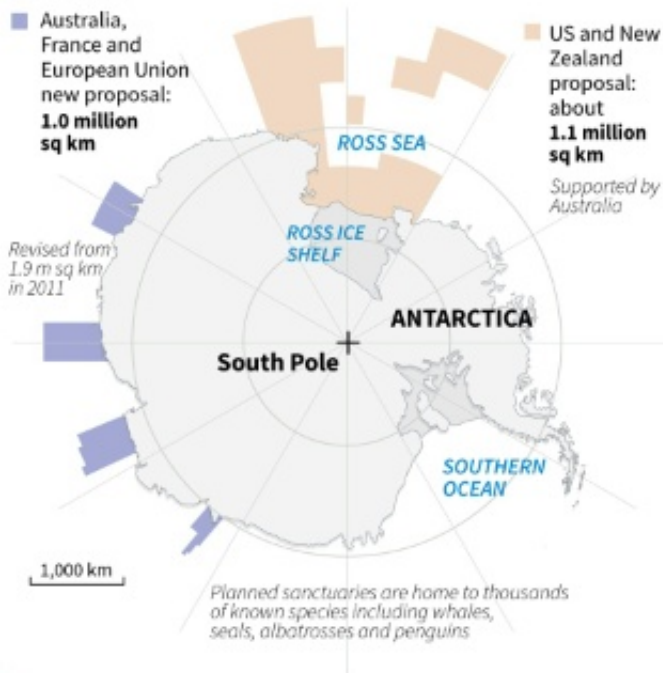 Australia,
France and
European Union
new proposal:
1.0 million
sq km
US and New
Zealand
proposal:
about
1.1 million
sq km
Supported by
Australia
ROSS SEA
ROSS ICE
SHELF
Revised from
1.9 m sq km
in 2011
ANTARCTICA
South Pole
SOUTHERN
OCEAN
1,000 km
Planned sanctuaries are home to thousands
of known species including whales,
seals, albatrosses and penguins